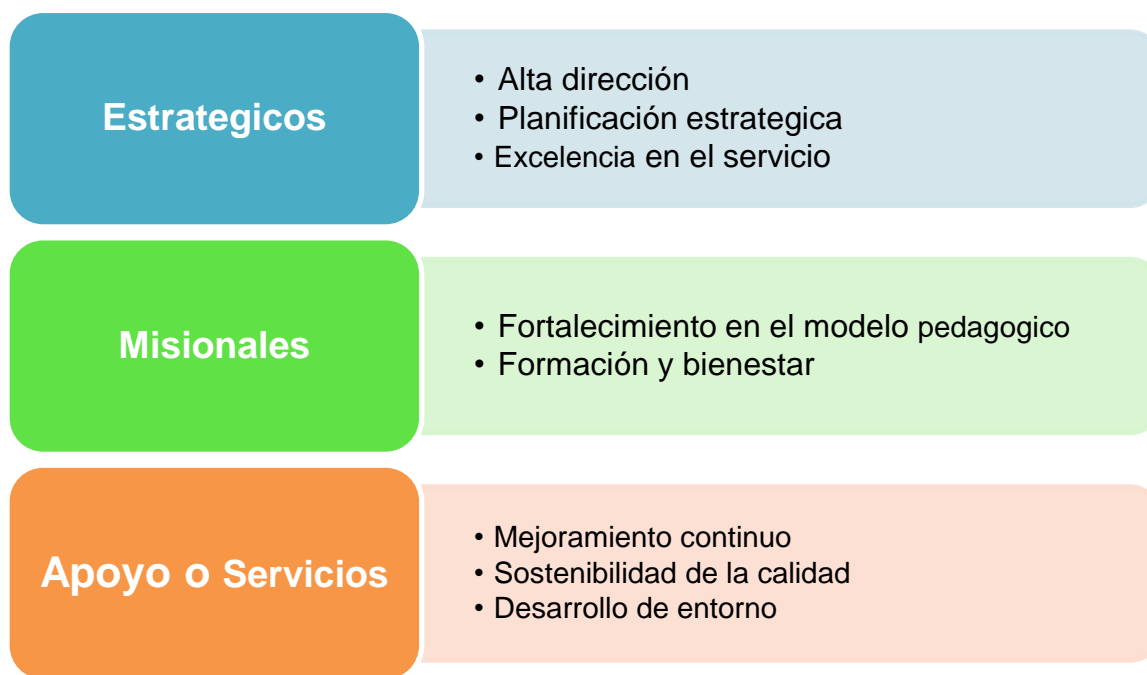 Estrategicos
• Alta dirección
• Planificación estrategica
• Excelencia en el servicio
Misionales
• Fortalecimiento en el modelo pedagogico
• Formación y bienestar
Apoyo o Servicios
• Mejoramiento continuo
• Sostenibilidad de la calidad
• Desarrollo de entorno